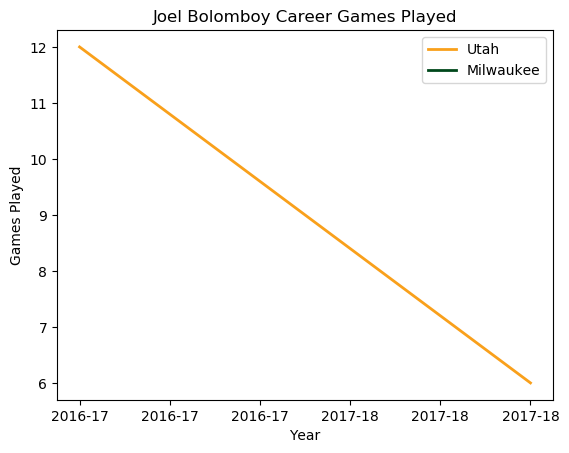 Joel Bolomboy Career Games Played
Utah
Milwaukee
12
11
10
9
8
7
6
Games Played
2016-17 2016-17 2016-17 2017-18 2017-18 2017-18
Year